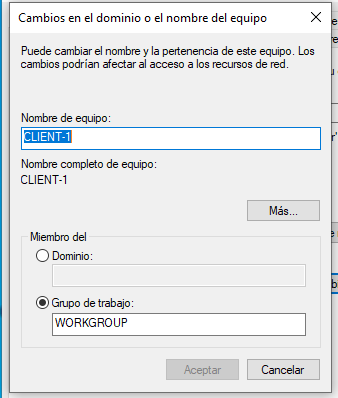 Cambios en el dominio o el nombre del equipo
Puede cambiar el nombre y la pertenencia de este equipo. Los
cambios podrían afectar al acceso a los recursos de red.
Nombre de equipo:
CLIENT-1
Nombre completo de equipo:
CLIENT-1
Más...
Miembro del
Dominio:
Grupo de trabajo:
WORKGROUP
Aceptar
Cancelar